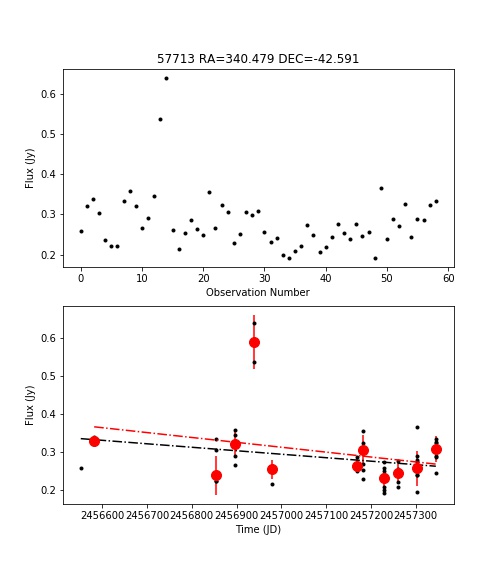 57713 RA=340.479 DEC=-42.591
0.6
0.5
0.4
0.3
0.2
Flux (Jy)
0 10 20 30 40 50 60
Observation Number
0.6
0.5
0.4
0.3
0.2
Flux (Jy)
2456600 2456700 2456800 2456900 2457000 2457100 2457200 2457300
Time (JD)